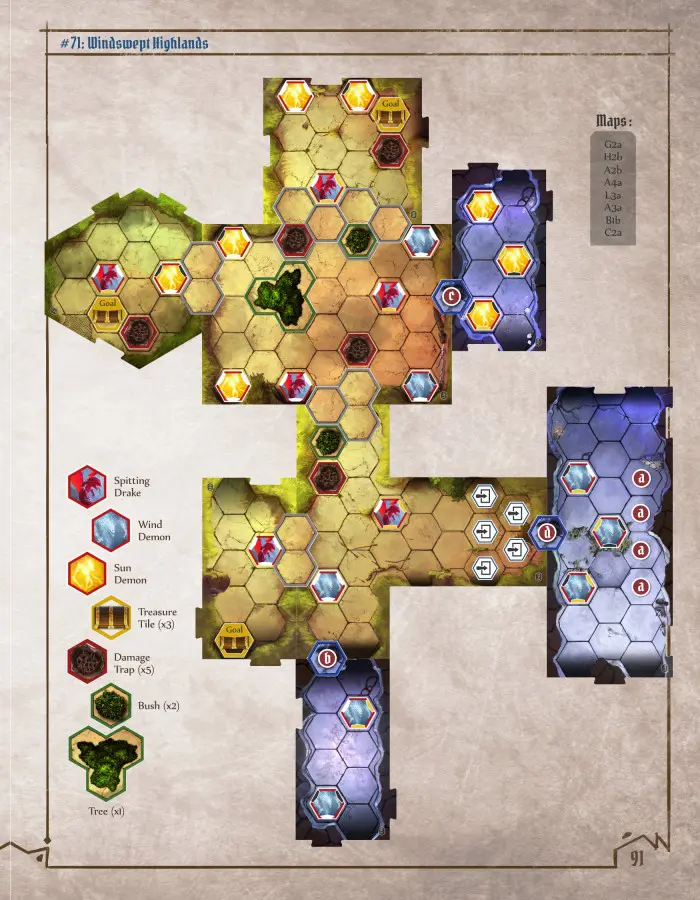 #71: Windswept Highlands
Maps:
G2a
H2b
A2b
A4a
L3a
A3a
B1b
C2a
Goal
Goal
c
a
a
d
a
a
Goal
b
Spitting
Drake
Wind
Demon
Sun
Demon
Treasure
Tile (x3)
Damage
Trap (x5)
Bush (x2)
Tree (x1)
91